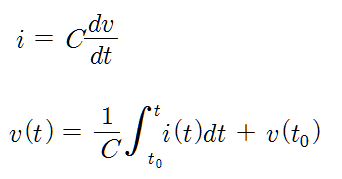 i = C dv/dt
v(t) = 1/C ∫_{t₀}^{t} i(t)dt + v(t₀)